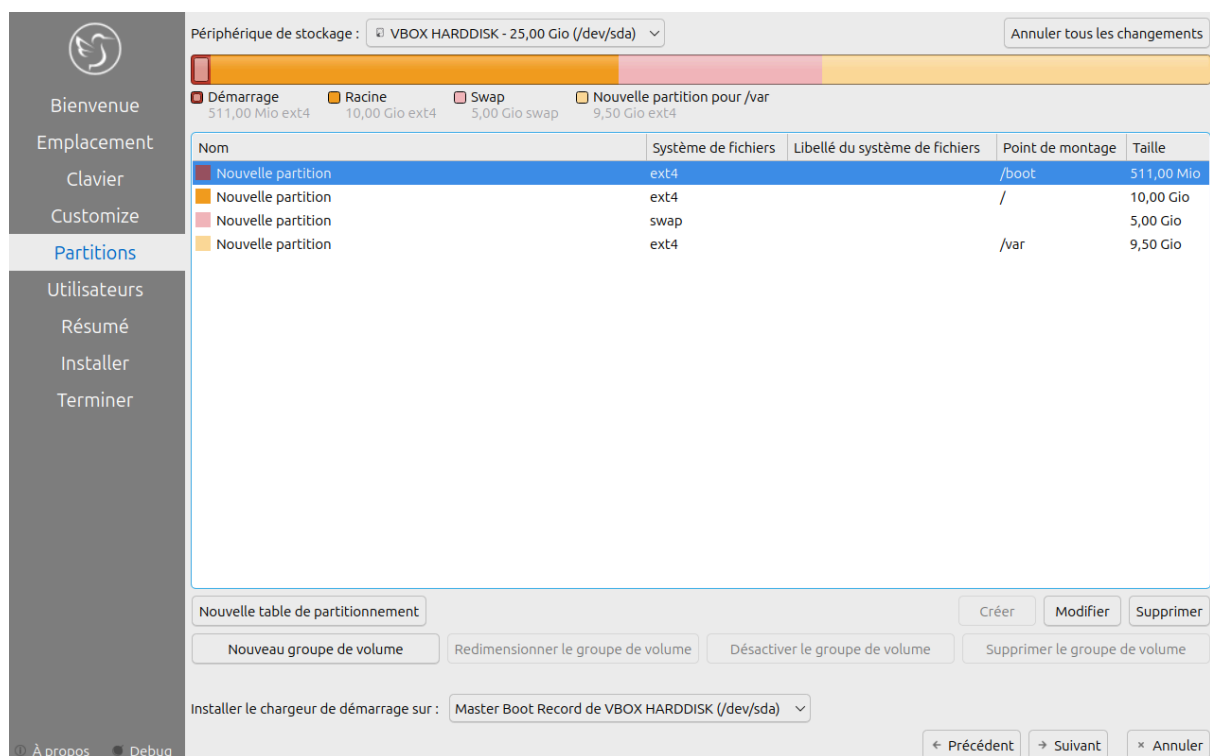 Périphérique de stockage : VBOX HARDDISK - 25,00 Gio (/dev/sda) Annuler tous les changements
Démarrage Racine Swap Nouvelle partition pour /var
511,00 Mio ext4 10,00 Gio ext4 5,00 Gio swap 9,50 Gio ext4
Bienvenue
Emplacement
Clavier
Customize
Partitions
Utilisateurs
Résumé
Installer
Terminer
Nom Système de fichiers Libellé du système de fichiers Point de montage Taille
Nouvelle partition ext4 /boot 511,00 Mio
Nouvelle partition ext4 / 10,00 Gio
Nouvelle partition swap 5,00 Gio
Nouvelle partition ext4 /var 9,50 Gio
Nouvelle table de partitionnement Créer Modifier Supprimer
Nouveau groupe de volume Redimensionner le groupe de volume Désactiver le groupe de volume Supprimer le groupe de volume
Installer le chargeur de démarrage sur : Master Boot Record de VBOX HARDDISK (/dev/sda)
À propos Debug
Précédent Suivant Annuler